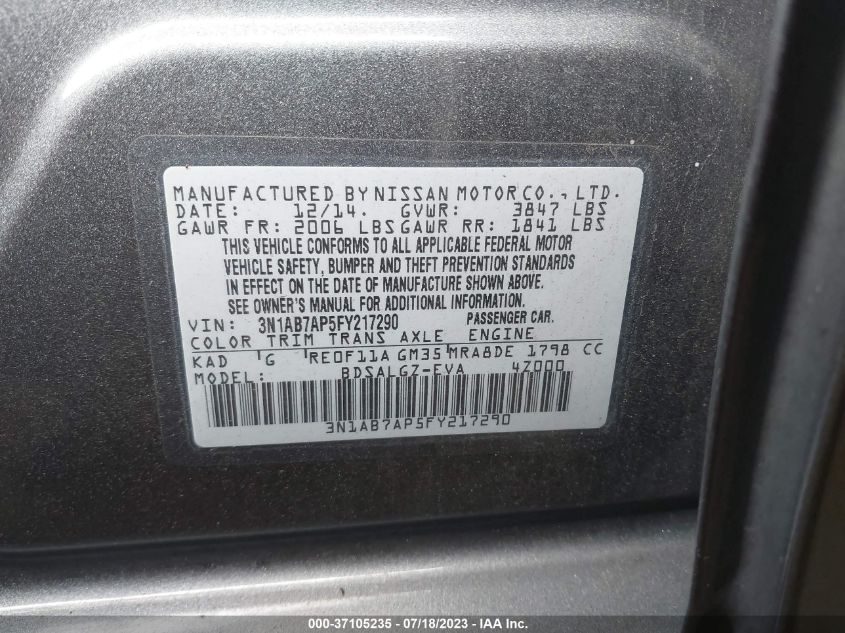 MANUFACTURED BY NISSAN MOTOR CO., LTD.
DATE: 12/14. GVWR: 3847 LBS
GAWR FR: 2006 LBS GAWR RR: 1841 LBS
THIS VEHICLE CONFORMS TO ALL APPLICABLE FEDERAL MOTOR
VEHICLE SAFETY, BUMPER AND THEFT PREVENTION STANDARDS
IN EFFECT ON THE DATE OF MANUFACTURE SHOWN ABOVE.
SEE OWNER'S MANUAL FOR ADDITIONAL INFORMATION.
VIN: 3N1AB7AP5FY217290 PASSENGER CAR.
COLOR TRIM TRANS AXLE ENGINE
KAD G RE0F11A GM35 MRA8DE 1798 CC
MODEL: BDSALGZ-EVA 4Z000
3N1AB7AP5FY217290
000-37105235 - 07/18/2023 - IAA Inc.